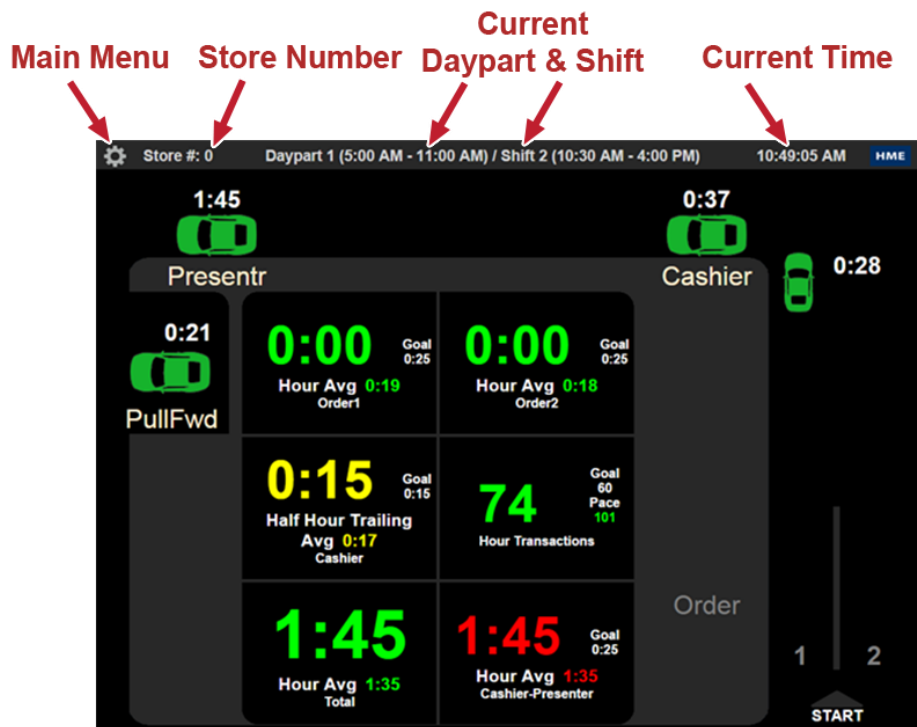 Current
Main Menu Store Number Daypart & Shift Current Time
Store #: 0 Daypart 1 (5:00 AM - 11:00 AM) / Shift 2 (10:30 AM - 4:00 PM) 10:49:05 AM HME
1:45 0:37
0:28
Presentr Cashier
0:21
PullFwd
0:00 Goal
0:25
Hour Avg 0:19
Order1
0:00 Goal
0:25
Hour Avg 0:18
Order2
0:15 Goal
0:15
Half Hour Trailing
Avg 0:17
Cashier
74 Goal
60
Pace
101
Hour Transactions
1:45
Hour Avg 1:35
Total
1:45 Goal
0:25
Hour Avg 1:35
Cashier-Presenter
Order
1 2
START